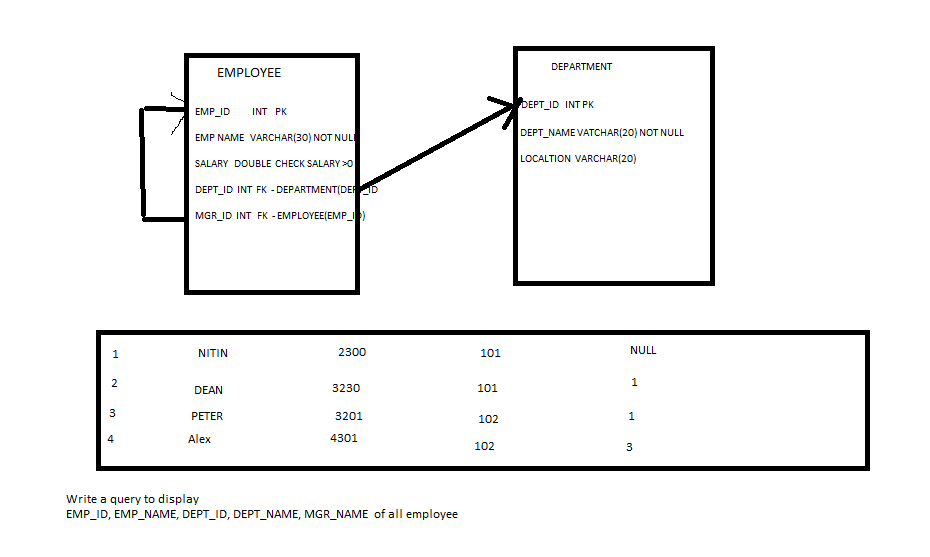 EMPLOYEE
EMP_ID INT PK
EMP NAME VARCHAR(30) NOT NULL
SALARY DOUBLE CHECK SALARY >0
DEPT_ID INT FK - DEPARTMENT(DEPT_ID
MGR_ID INT FK - EMPLOYEE(EMP_ID)
DEPARTMENT
DEPT_ID INT PK
DEPT_NAME VATCHAR(20) NOT NULL
LOCALTION VARCHAR(20)
1 NITIN 2300 101 NULL
2 DEAN 3230 101 1
3 PETER 3201 102 1
4 Alex 4301 102 3
Write a query to display
EMP_ID, EMP_NAME, DEPT_ID, DEPT_NAME, MGR_NAME of all employee